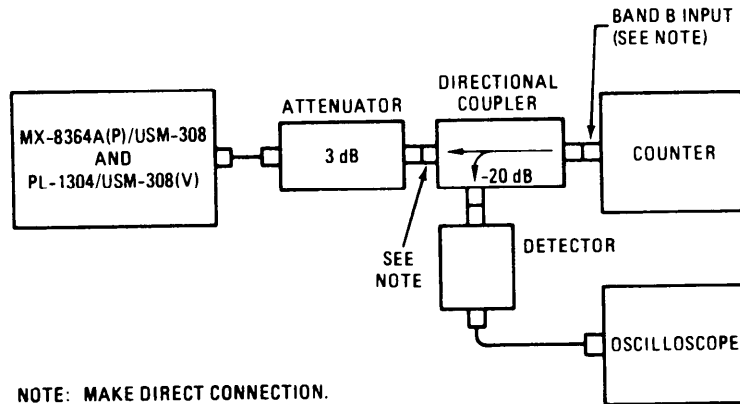 BAND B INPUT
(SEE NOTE)
DIRECTIONAL
COUPLER
ATTENUATOR
MX-8364A(P)/USM-308
AND
PL-1304/USM-308(V)
3 dB
-20 dB
COUNTER
SEE
NOTE
DETECTOR
OSCILLOSCOPE
NOTE: MAKE DIRECT CONNECTION.